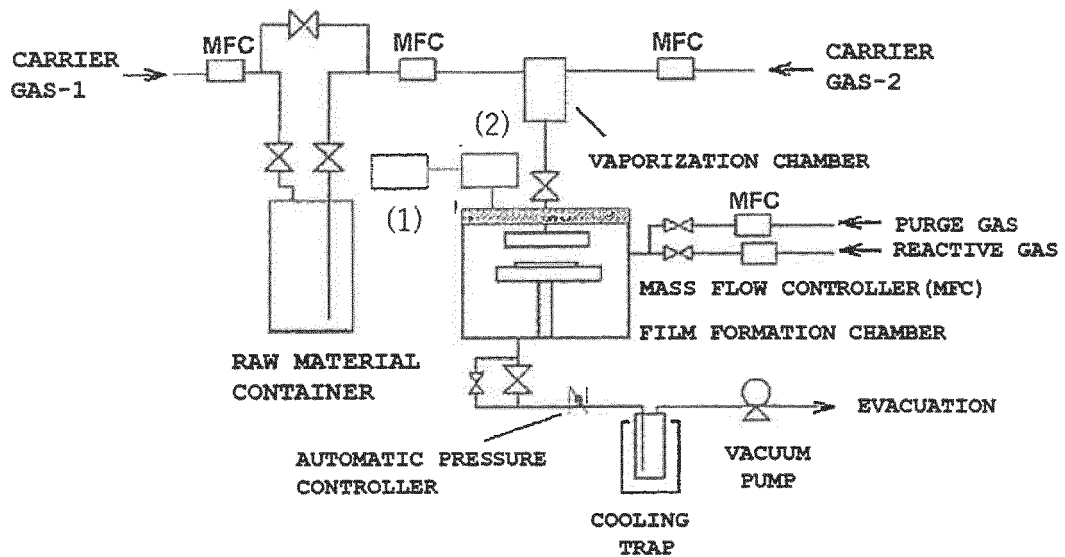 MFC
MFC
MFC
CARRIER
GAS-1
CARRIER
GAS-2
(2)
VAPORIZATION CHAMBER
(1)
MFC
PURGE GAS
REACTIVE GAS
MASS FLOW CONTROLLER(MFC)
FILM FORMATION CHAMBER
RAW MATERIAL
CONTAINER
EVACUATION
AUTOMATIC PRESSURE
CONTROLLER
VACUUM
PUMP
COOLING
TRAP